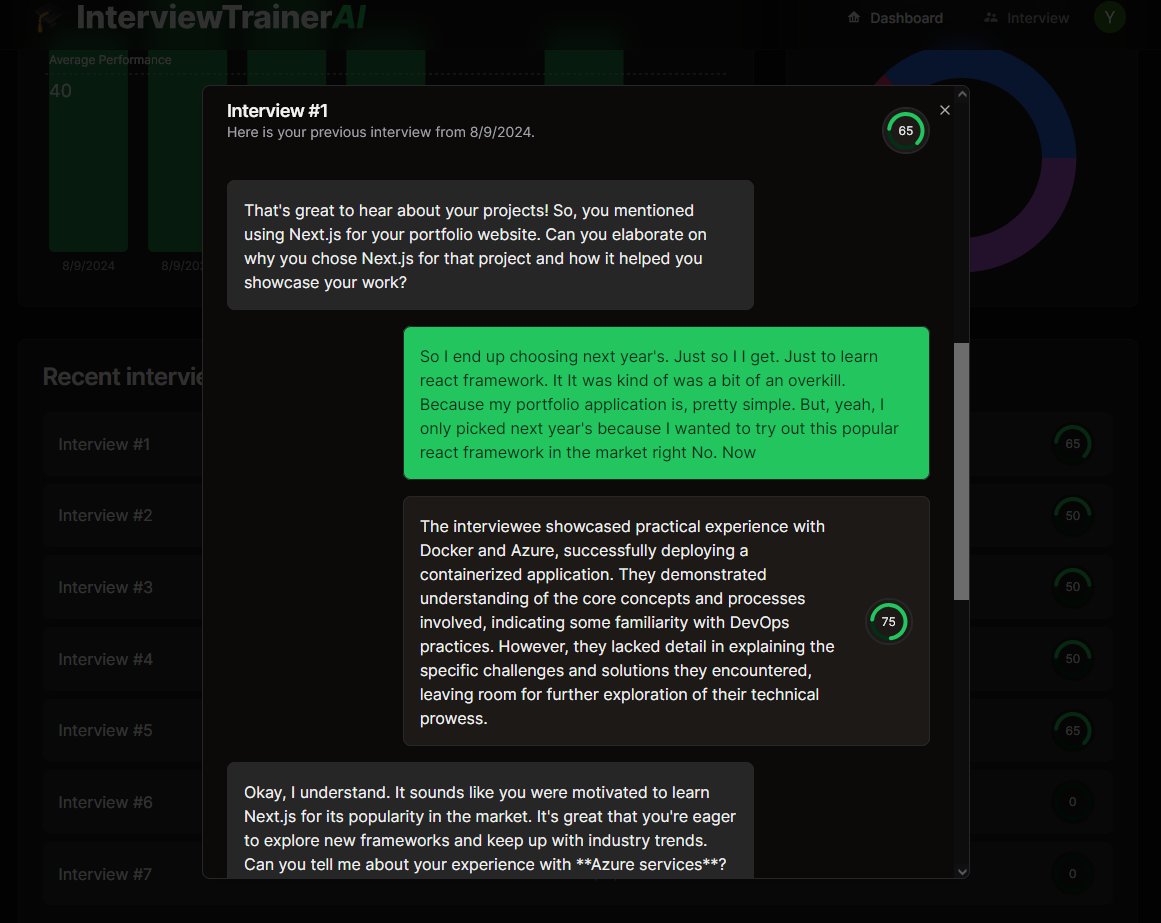 InterviewTrainerAI
Dashboard
Interview
Y
Average Performance
40
8/9/2024
Interview #1
Here is your previous interview from 8/9/2024.
65
That's great to hear about your projects! So, you mentioned
using Next.js for your portfolio website. Can you elaborate on
why you chose Next.js for that project and how it helped you
showcase your work?
So I end up choosing next year's. Just so I I get. Just to learn
react framework. It It was kind of was a bit of an overkill.
Because my portfolio application is, pretty simple. But, yeah, I
only picked next year's because I wanted to try out this popular
react framework in the market right No. Now
The interviewee showcased practical experience with
Docker and Azure, successfully deploying a
containerized application. They demonstrated
understanding of the core concepts and processes
involved, indicating some familiarity with DevOps
practices. However, they lacked detail in explaining the
specific challenges and solutions they encountered,
leaving room for further exploration of their technical
prowess.
75
Okay, I understand. It sounds like you were motivated to learn
Next.js for its popularity in the market. It's great that you're eager
to explore new frameworks and keep up with industry trends.
Can you tell me about your experience with **Azure services**?
Recent
Interview #1
65
Interview #2
50
Interview #3
50
Interview #4
50
Interview #5
65
Interview #6
0
Interview #7
0